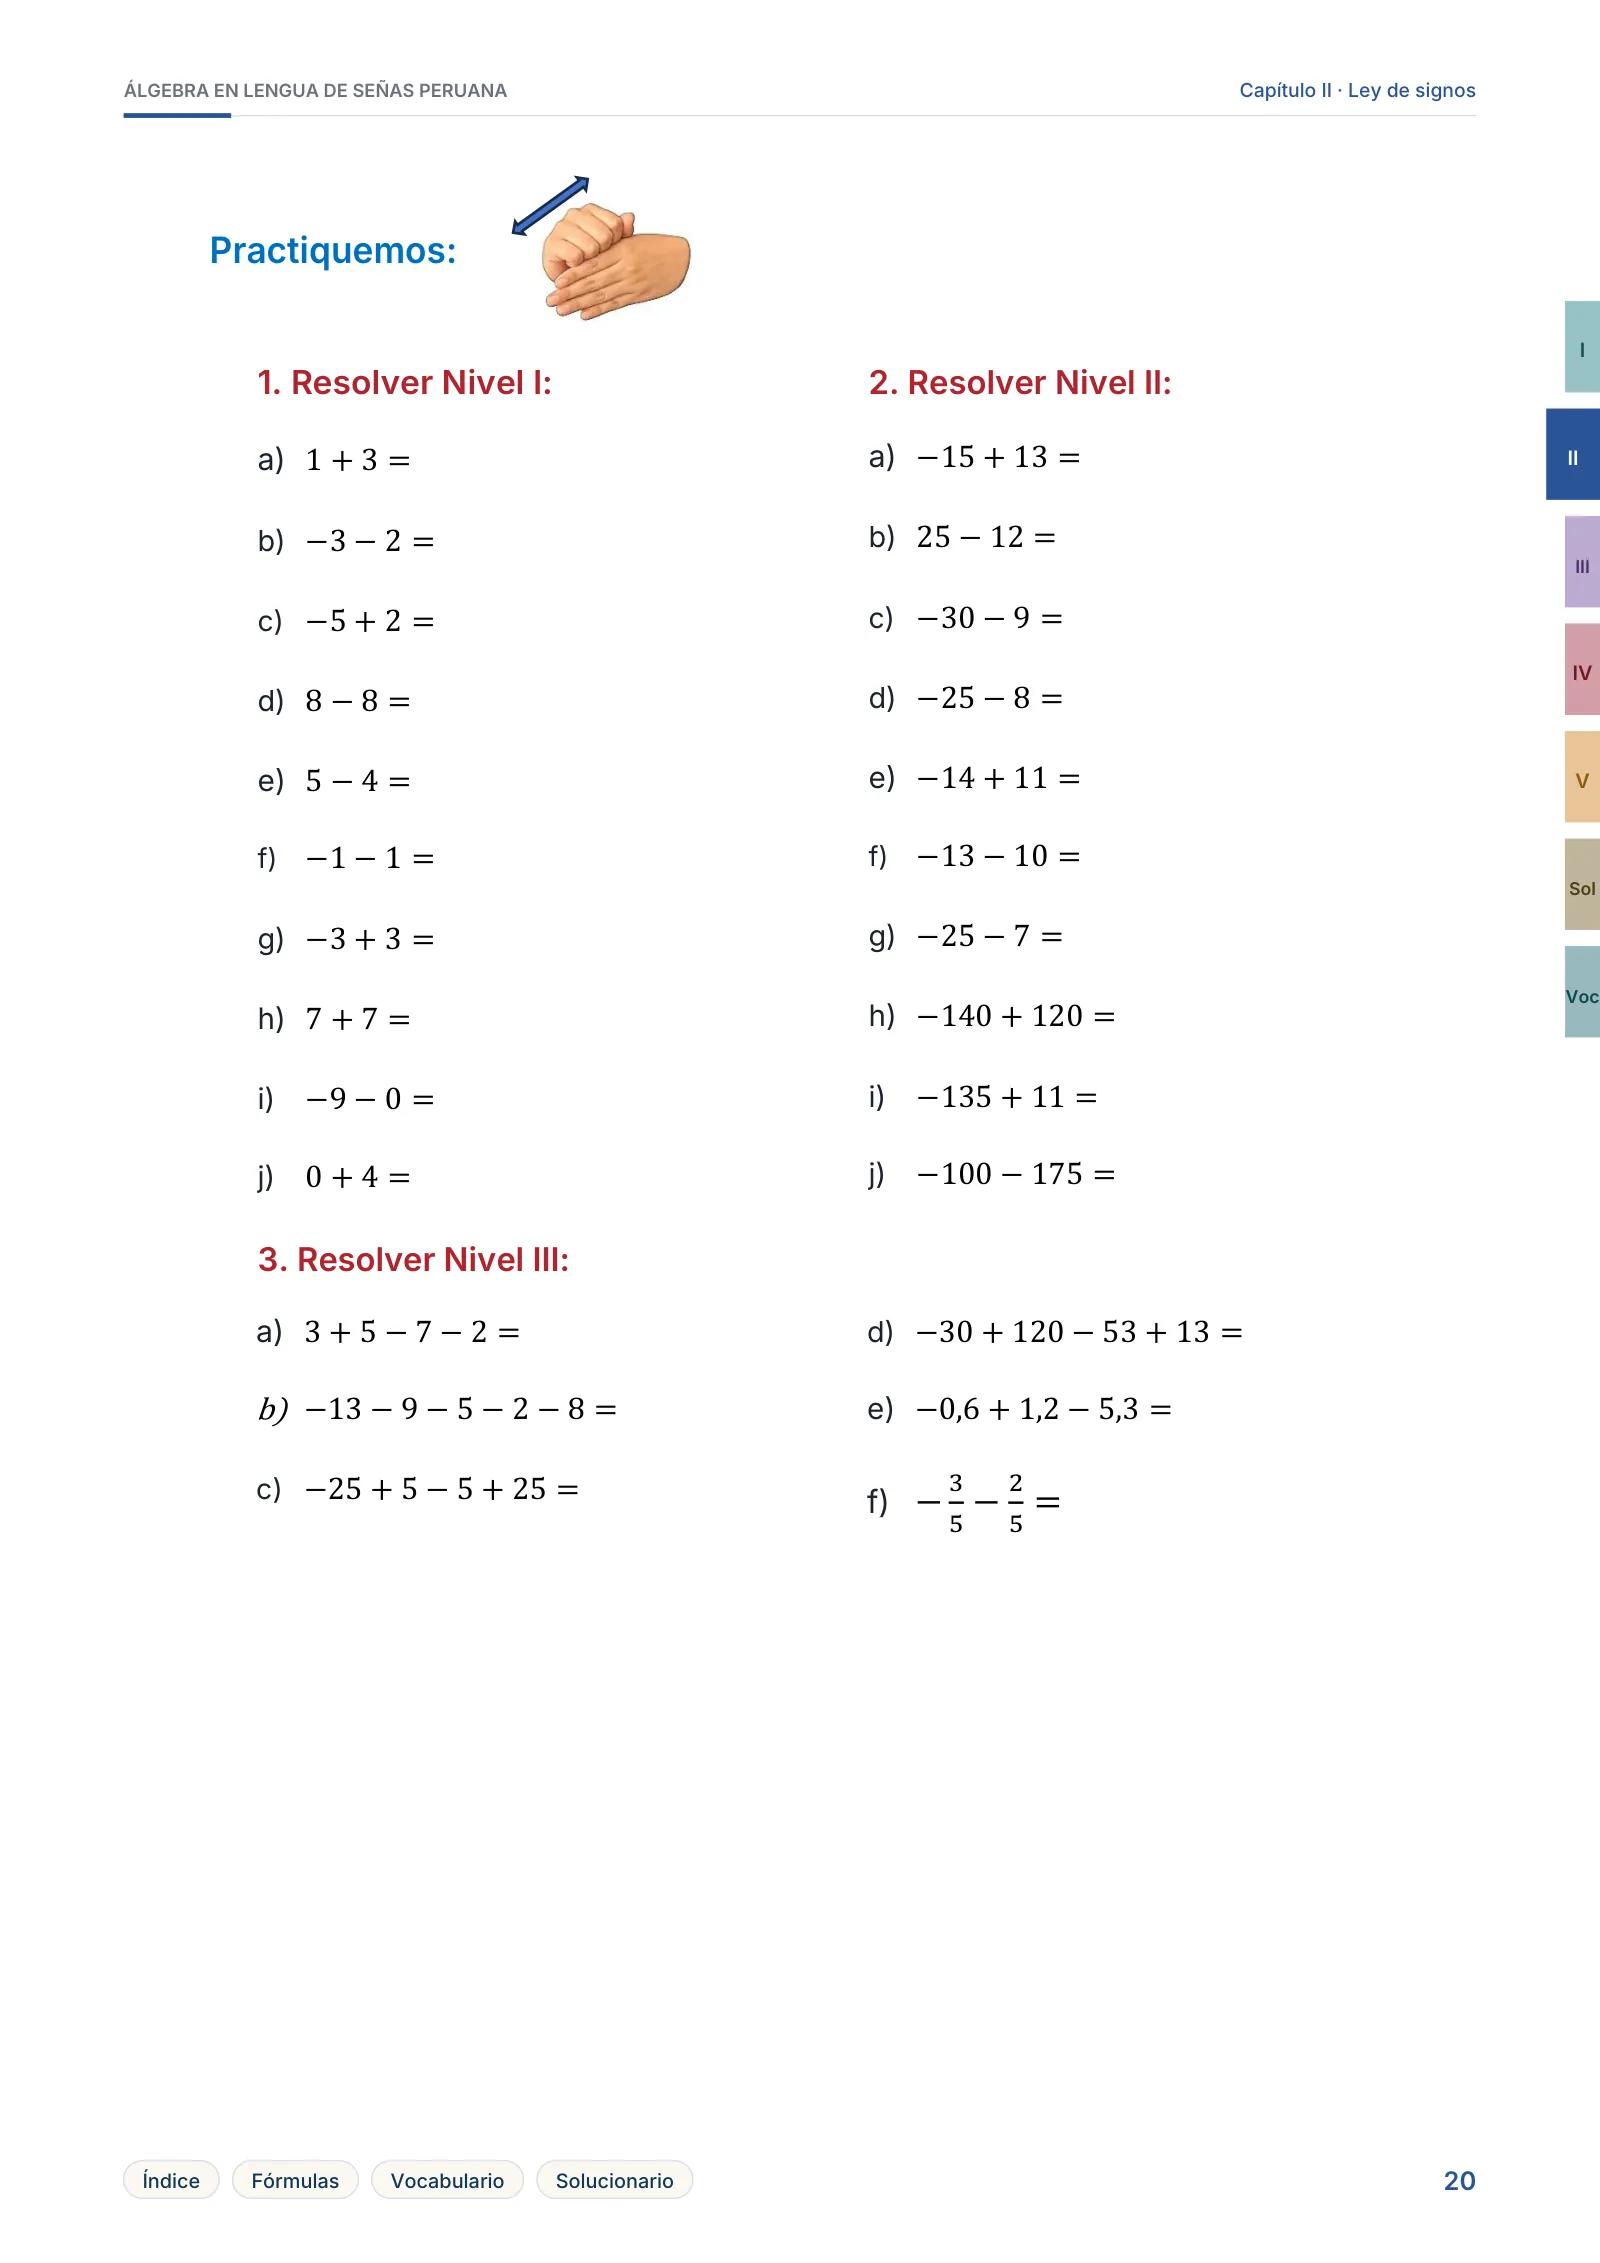 ÁLGEBRA EN LENGUA DE SEÑAS PERUANA
Capítulo II · Ley de signos
Practiquemos:
1. Resolver Nivel I:
a) 1 + 3 =
b) −3 − 2 =
c) −5 + 2 =
d) 8 − 8 =
e) 5 − 4 =
f) −1 − 1 =
g) −3 + 3 =
h) 7 + 7 =
i) −9 − 0 =
j) 0 + 4 =
2. Resolver Nivel II:
a) −15 + 13 =
b) 25 − 12 =
c) −30 − 9 =
d) −25 − 8 =
e) −14 + 11 =
f) −13 − 10 =
g) −25 − 7 =
h) −140 + 120 =
i) −135 + 11 =
j) −100 − 175 =
3. Resolver Nivel III:
a) 3 + 5 − 7 − 2 =
b) −13 − 9 − 5 − 2 − 8 =
c) −25 + 5 − 5 + 25 =
d) −30 + 120 − 53 + 13 =
e) −0,6 + 1,2 − 5,3 =
f) −3/5 − 2/5 =
I
II
III
IV
V
Sol
Voc
Índice
Fórmulas
Vocabulario
Solucionario
20